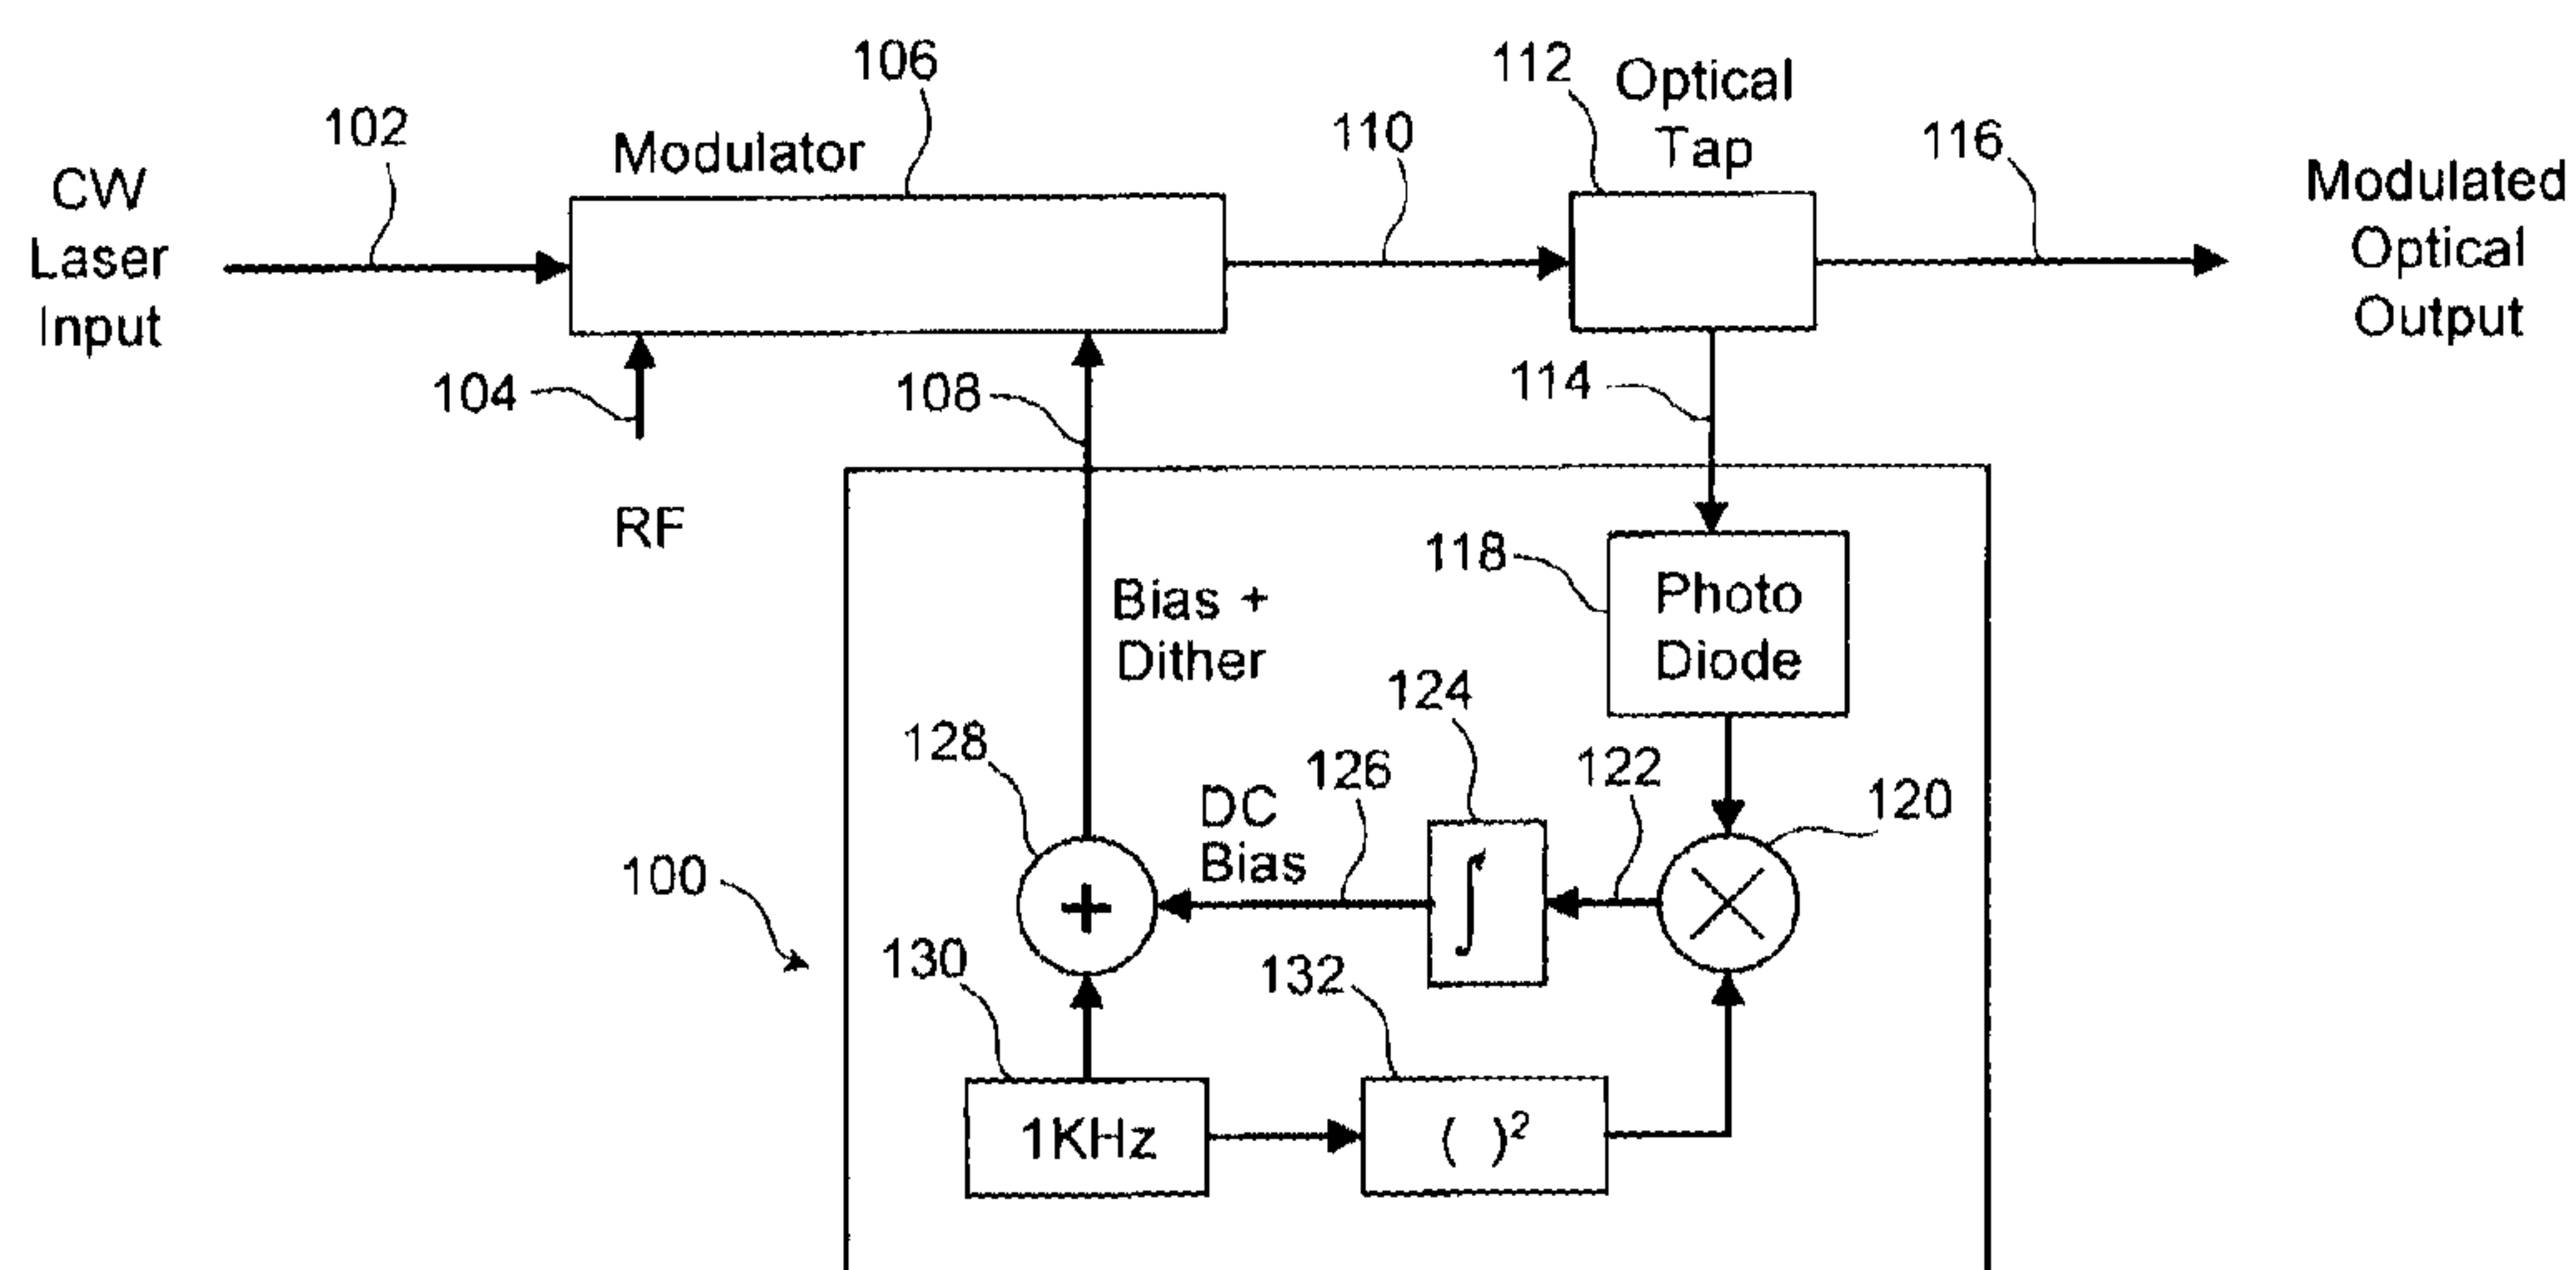 106
112
Optical
Tap
102
110
116
Modulator
CW
Laser
Input
Modulated
Optical
Output
104
108
114
RF
118
Photo
Diode
Bias +
Dither
124
128
126
122
120
DC
Bias
∫
100
+
×
130
132
1KHz
( )²